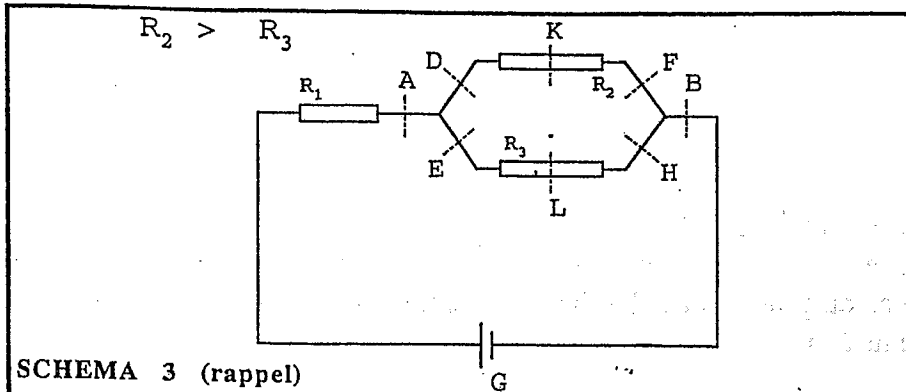 R₂ > R₃
K
D F
A B
R₁ R₂
R₃
E H
L
G
SCHEMA 3 (rappel)